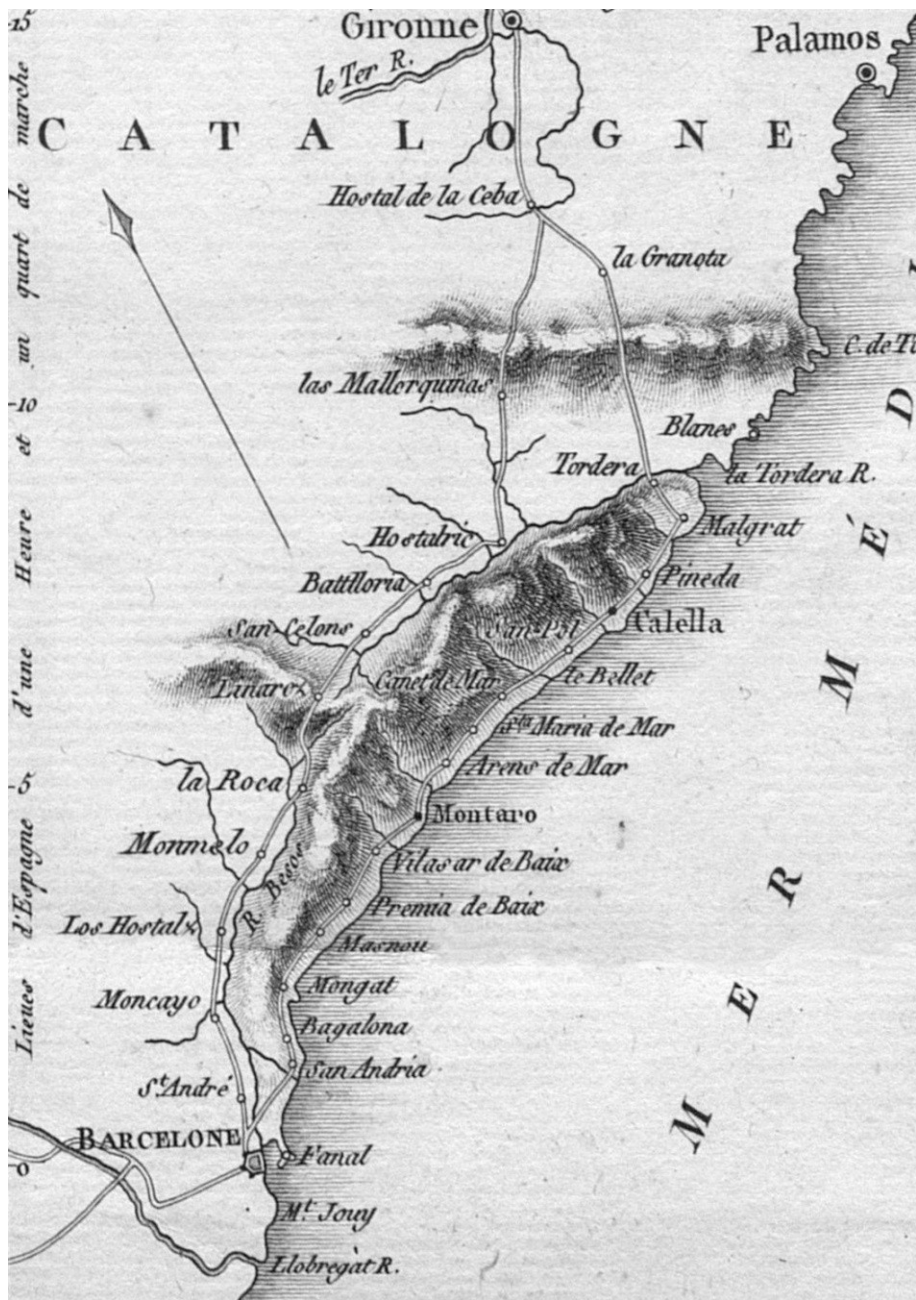 15
Gironne
Palamos
le Ter R.
CATALOGNE
Hostal de la Ceba
la Granota
C. de To
las Mallorquinas
10
Blanes
Tordera
la Tordera R.
Malgrat
Hostalric
Battlloria
Pineda
San Celons
San-Pol
Calella
Linarox
Canet de Mar
le Bellet
Sta Maria de Mar
5
la Roca
Arens de Mar
Montaro
Monmelo
R. Besos
Vilasar de Baix
Los Hostalx
Premia de Baix
Masnou
Moncayo
Mongat
Bagalona
St. André
San Andria
BARCELONE
0
Fanal
Mt. Jouy
Llobregat R.
Lieues d'Espagne d'une Heure et un quart de marche
MER MÉD